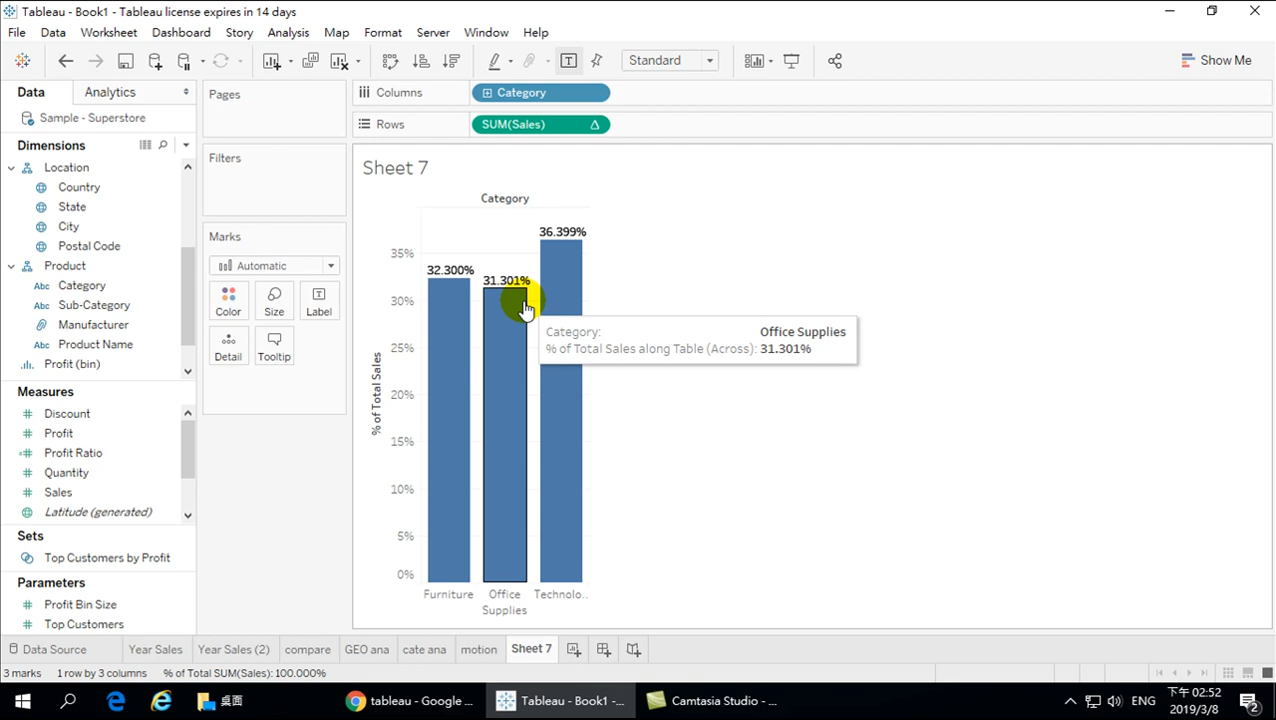 Tableau - Book1 - Tableau license expires in 14 days
File Data Worksheet Dashboard Story Analysis Map Format Server Window Help
Standard
Show Me
Data Analytics
Sample - Superstore
Dimensions
Location
Country
State
City
Postal Code
Product
Abc Category
Abc Sub-Category
Manufacturer
Abc Product Name
Profit (bin)
Measures
# Discount
# Profit
=# Profit Ratio
# Quantity
# Sales
Latitude (generated)
Sets
Top Customers by Profit
Parameters
# Profit Bin Size
# Top Customers
Pages
Filters
Marks
Automatic
Color Size Label
Detail Tooltip
Columns Category
Rows SUM(Sales)
Sheet 7
Category
% of Total Sales
35%
30%
25%
20%
15%
10%
5%
0%
32.300%
31.301%
36.399%
Category: Office Supplies
% of Total Sales along Table (Across): 31.301%
Furniture
Office Supplies
Technolo..
Data Source Year Sales Year Sales (2) compare GEO ana cate ana motion Sheet 7
3 marks 1 row by 3 columns % of Total SUM(Sales): 100.000%
桌面
tableau - Google ...
Tableau - Book1 -...
Camtasia Studio - ...
ENG
下午 02:52
2019/3/8
2